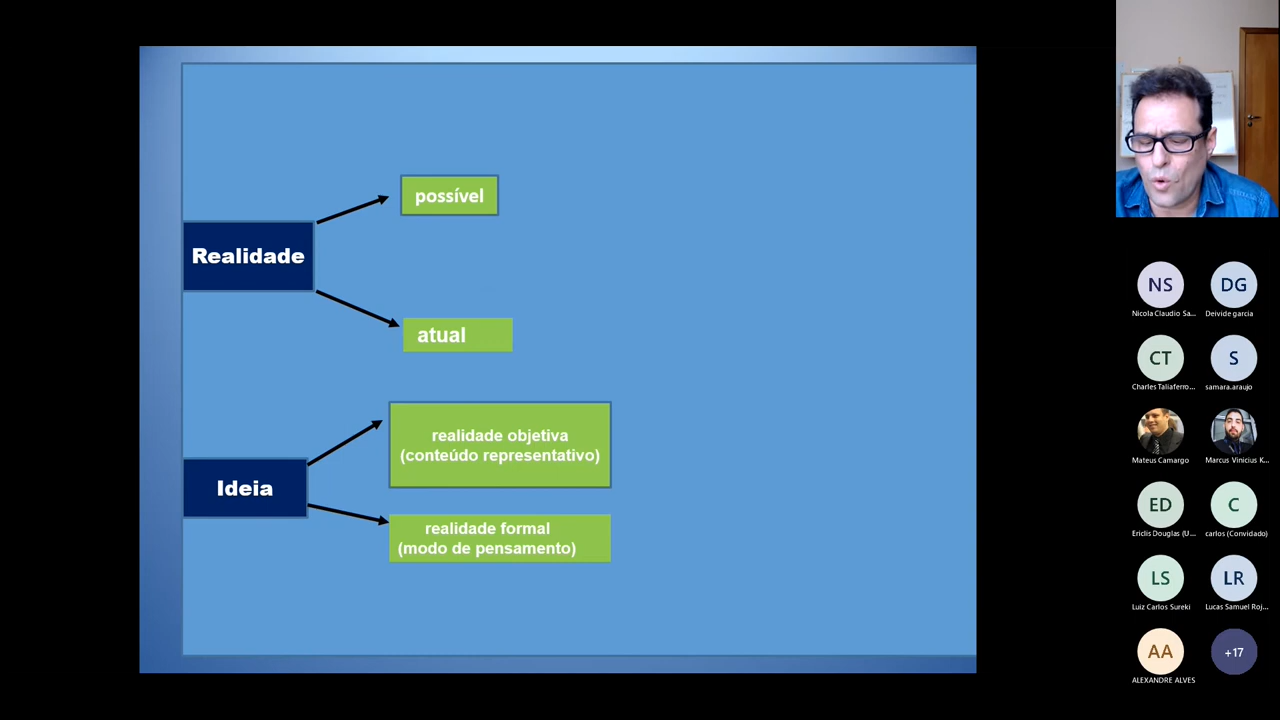 possível
Realidade
atual
realidade objetiva
(conteúdo representativo)
Ideia
realidade formal
(modo de pensamento)
NS
DG
Nicola Claudio Sa...
Deivide garcia
CT
S
Charles Taliaferro...
samara.araujo
Mateus Camargo
Marcus Vinicius K...
ED
C
Ericlis Douglas (U...
carlos (Convidado)
LS
LR
Luiz Carlos Sureki
Lucas Samuel Roj...
AA
+17
ALEXANDRE ALVES